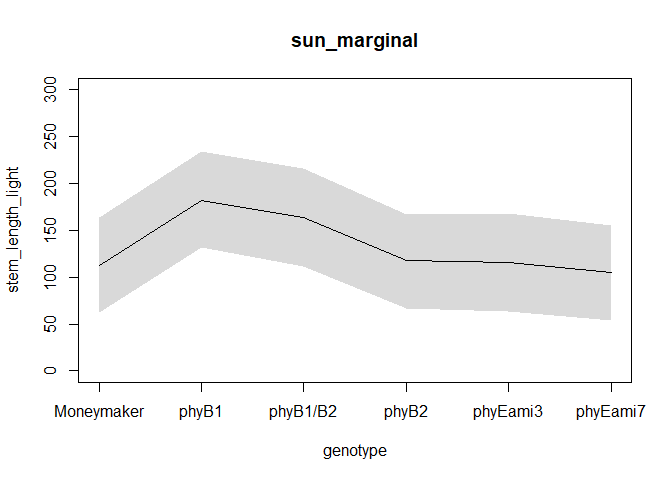 sun_marginal
stem_length_light
300
250
200
150
100
50
0
Moneymaker phyB1 phyB1/B2 phyB2 phyEami3 phyEami7
genotype